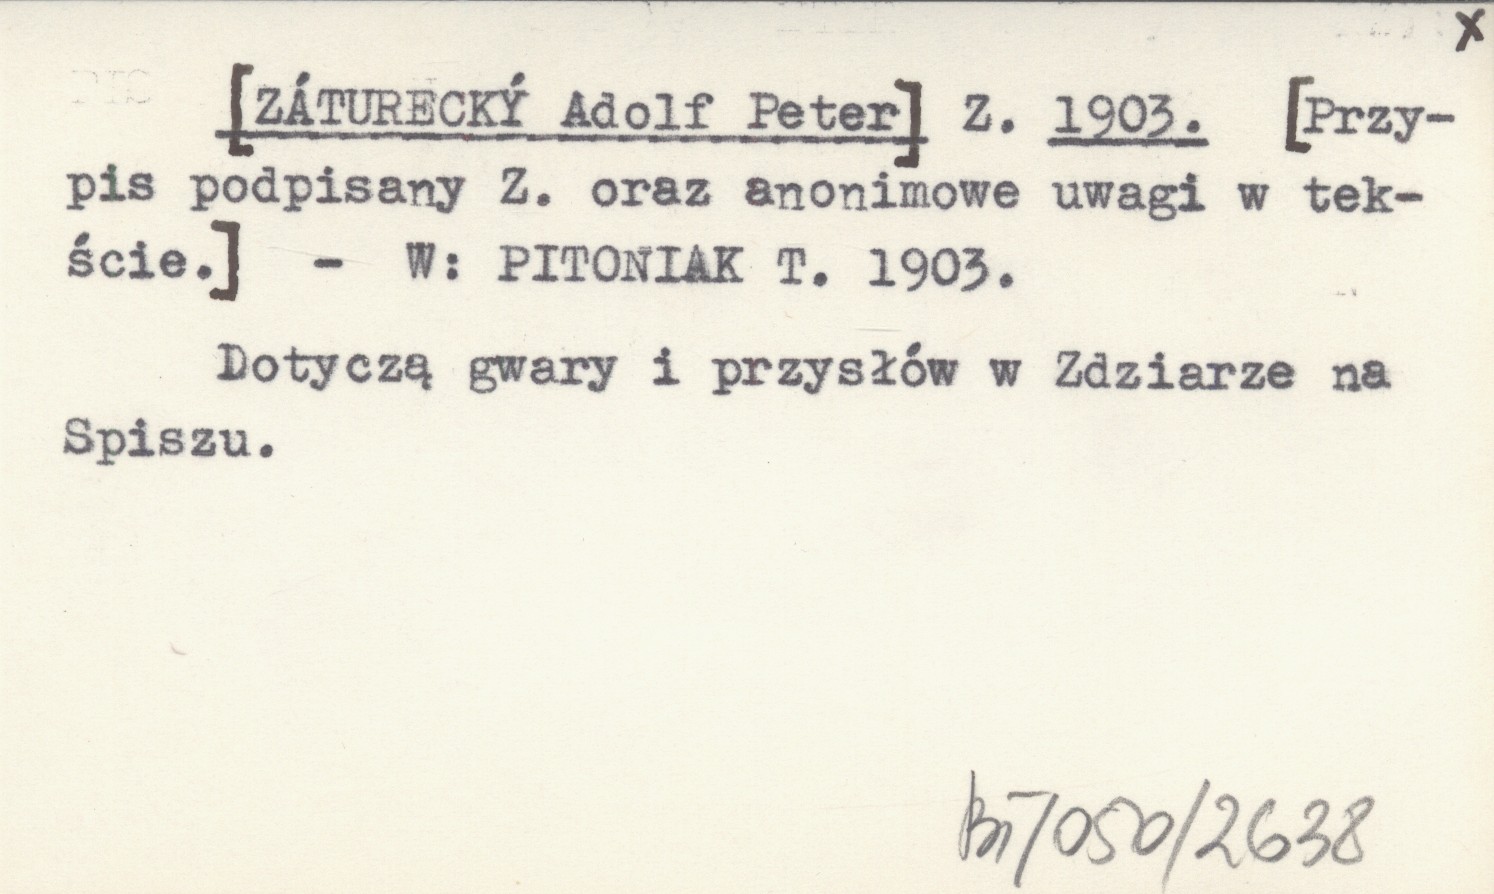 x
[ZÁTURECKÝ Adolf Peter] Z. 1903. [Przy-
pis podpisany Z. oraz anonimowe uwagi w tek-
ście.] - W: PITONIAK T. 1903.
Dotyczą gwary i przysłów w Zdziarze na
Spiszu.
/050/2638